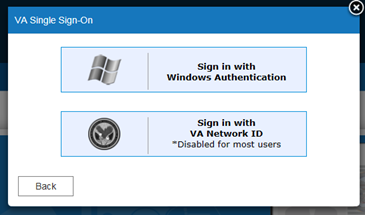 VA Single Sign-On
Sign in with
Windows Authentication
Sign in with
VA Network ID
*Disabled for most users
Back